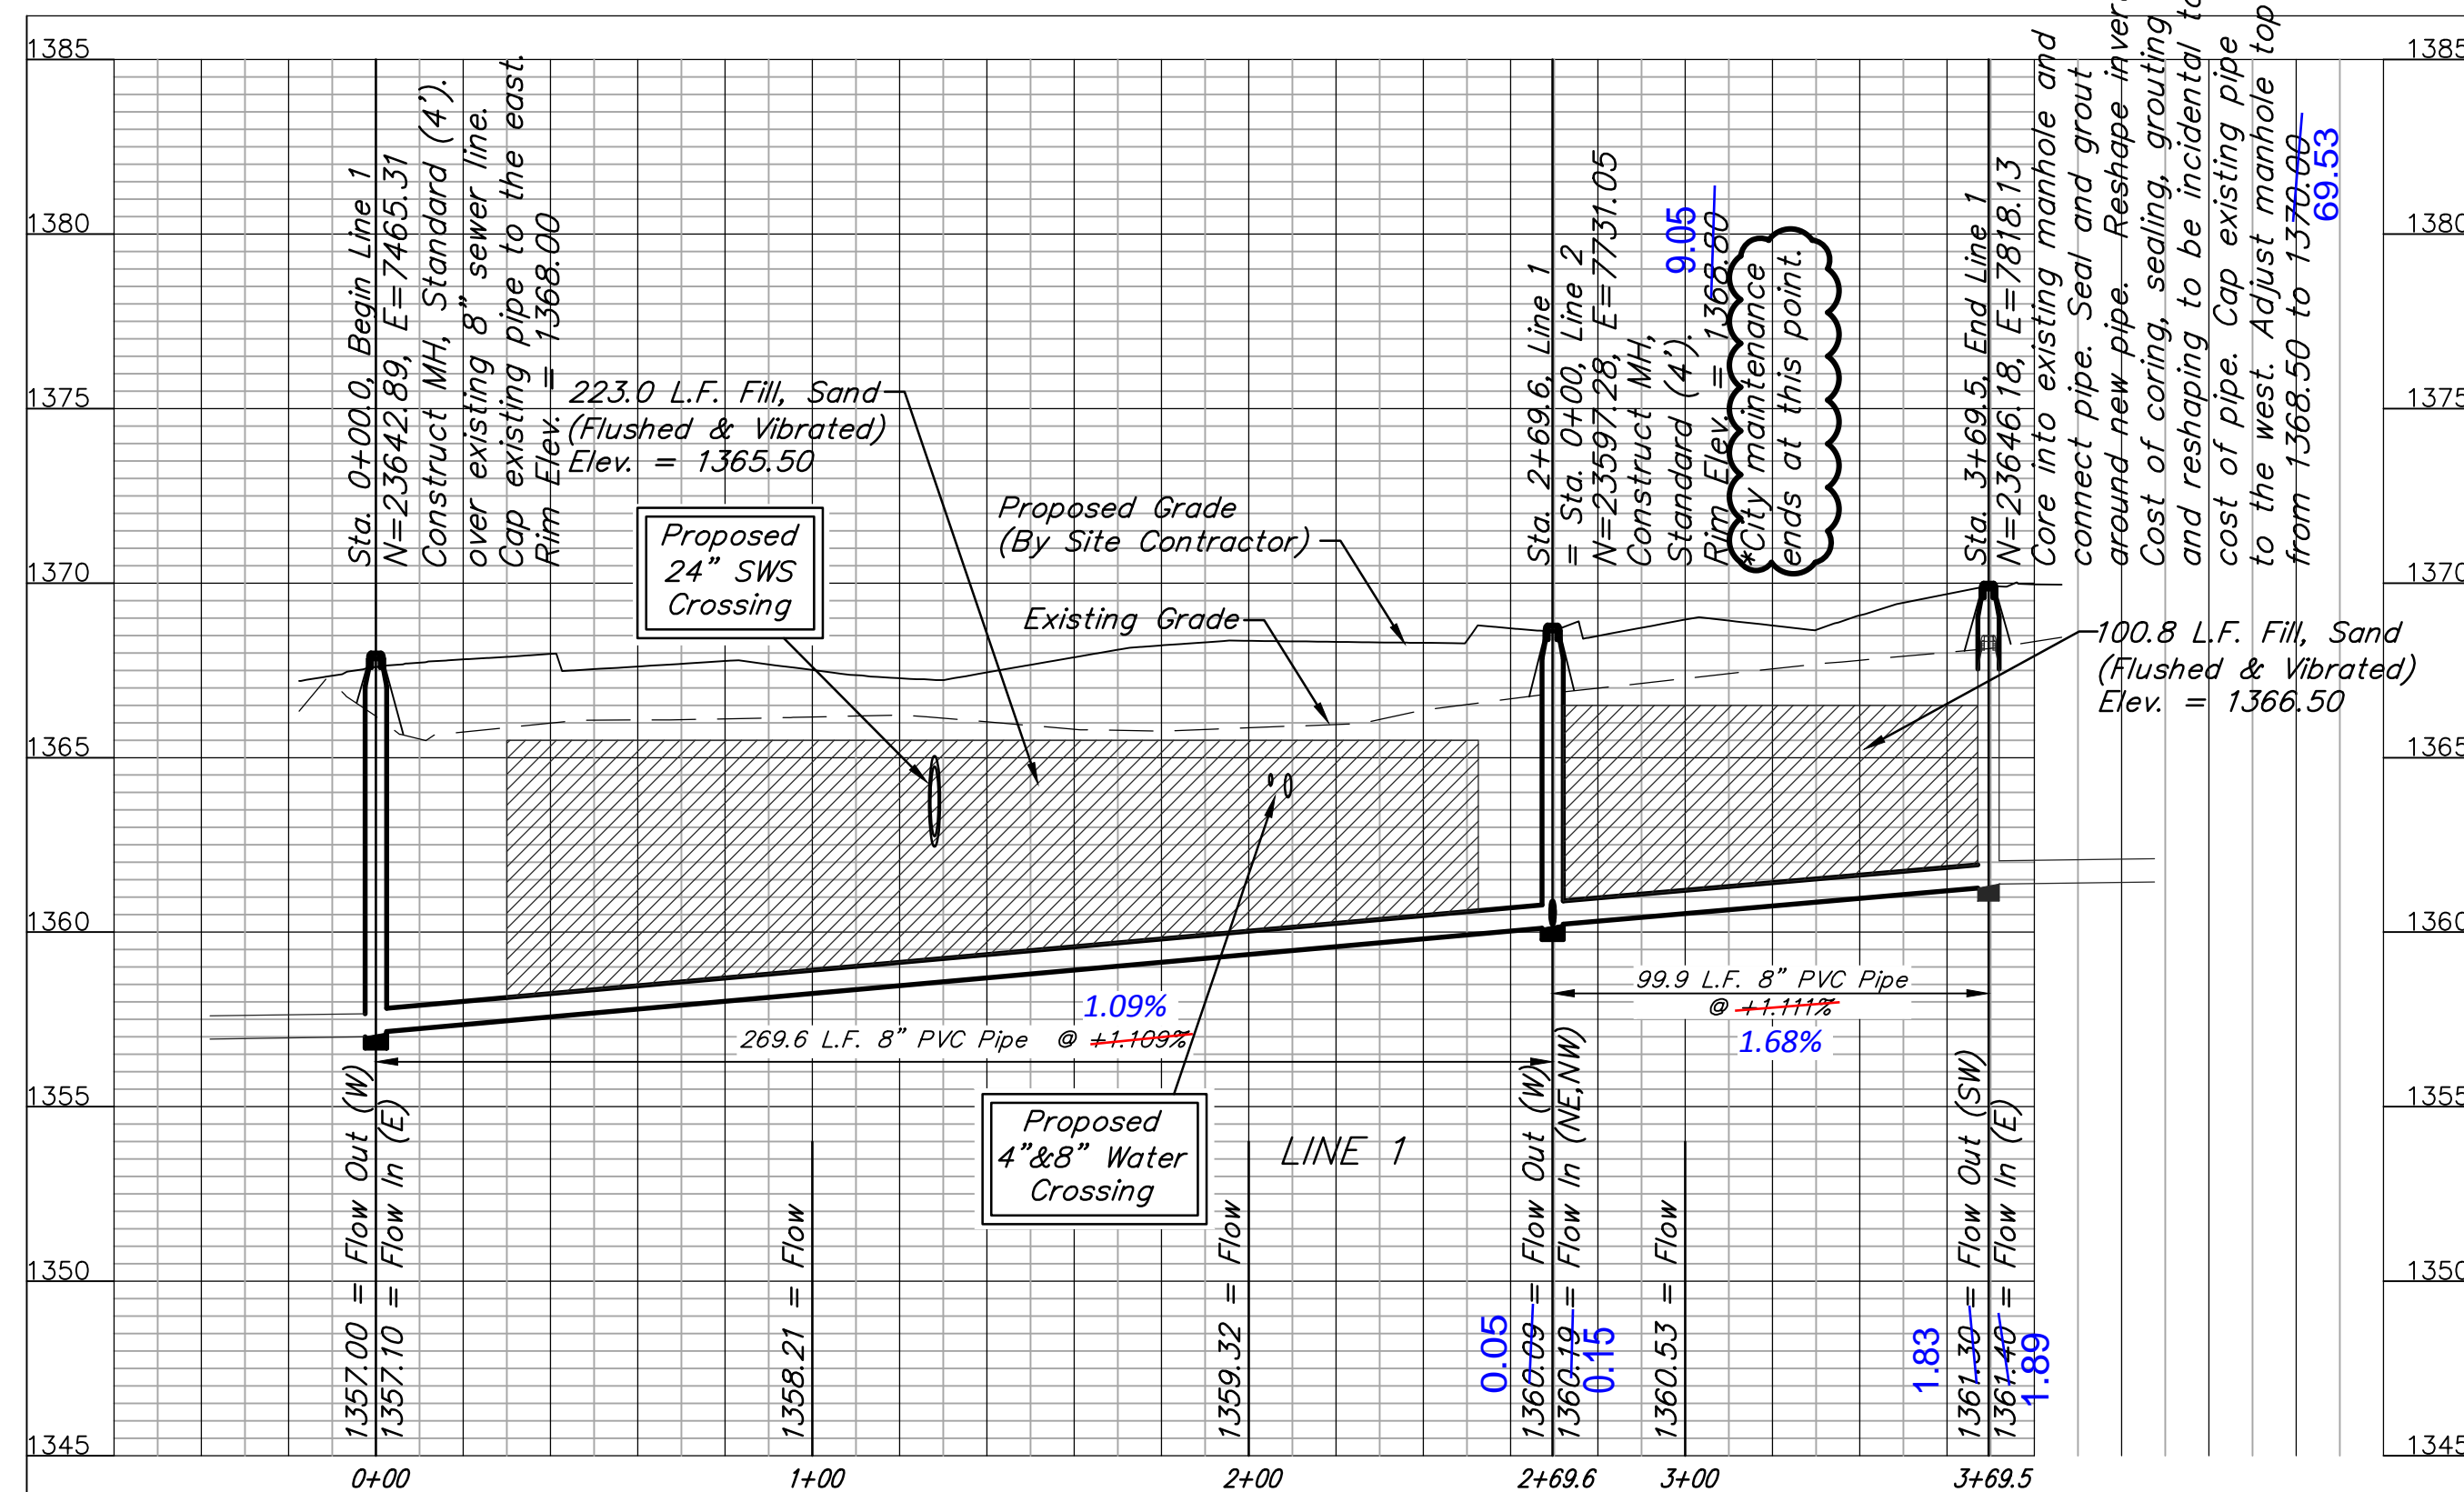 1385
1380
1375
1370
1365
1360
1355
1350
1345
Sta. 0+00.0, Begin Line 1
N=23642.89, E=7465.31
Construct MH, Standard (4').
over existing 8" sewer line.
Cap existing pipe to the east.
Rim Elev. = 1368.00
223.0 L.F. Fill, Sand
(Flushed & Vibrated)
Elev. = 1365.50
Proposed
24" SWS
Crossing
Proposed Grade
(By Site Contractor)
Existing Grade
Sta. 2+69.6, Line 1
= Sta. 0+00, Line 2
N=23597.28, E=7731.05
Construct MH,
Standard (4').
Rim Elev. = 1368.80
9.05
*City maintenance
ends at this point.
Sta. 3+69.5, End Line 1
N=23646.18, E=7818.13
Core into existing manhole and
connect pipe. Seal and grout
around new pipe. Reshape inver
Cost of coring, sealing, grouting
and reshaping to be incidental to
cost of pipe. Cap existing pipe
to the west. Adjust manhole top
from 1368.50 to 1370.00
69.53
100.8 L.F. Fill, Sand
(Flushed & Vibrated)
Elev. = 1366.50
99.9 L.F. 8" PVC Pipe
@ +1.111%
1.68%
1.09%
269.6 L.F. 8" PVC Pipe @ +1.109%
Proposed
4"&8" Water
Crossing
LINE 1
1357.00 = Flow Out (W)
1357.10 = Flow In (E)
1358.21 = Flow
1359.32 = Flow
0.05
1360.09 = Flow Out (W)
1360.19 = Flow In (NE,NW)
0.15
1360.53 = Flow
1.83
1361.30 = Flow Out (SW)
1361.40 = Flow In (E)
1.89
1385
1380
1375
1370
1365
1360
1355
1350
1345
0+00 1+00 2+00 2+69.6 3+00 3+69.5